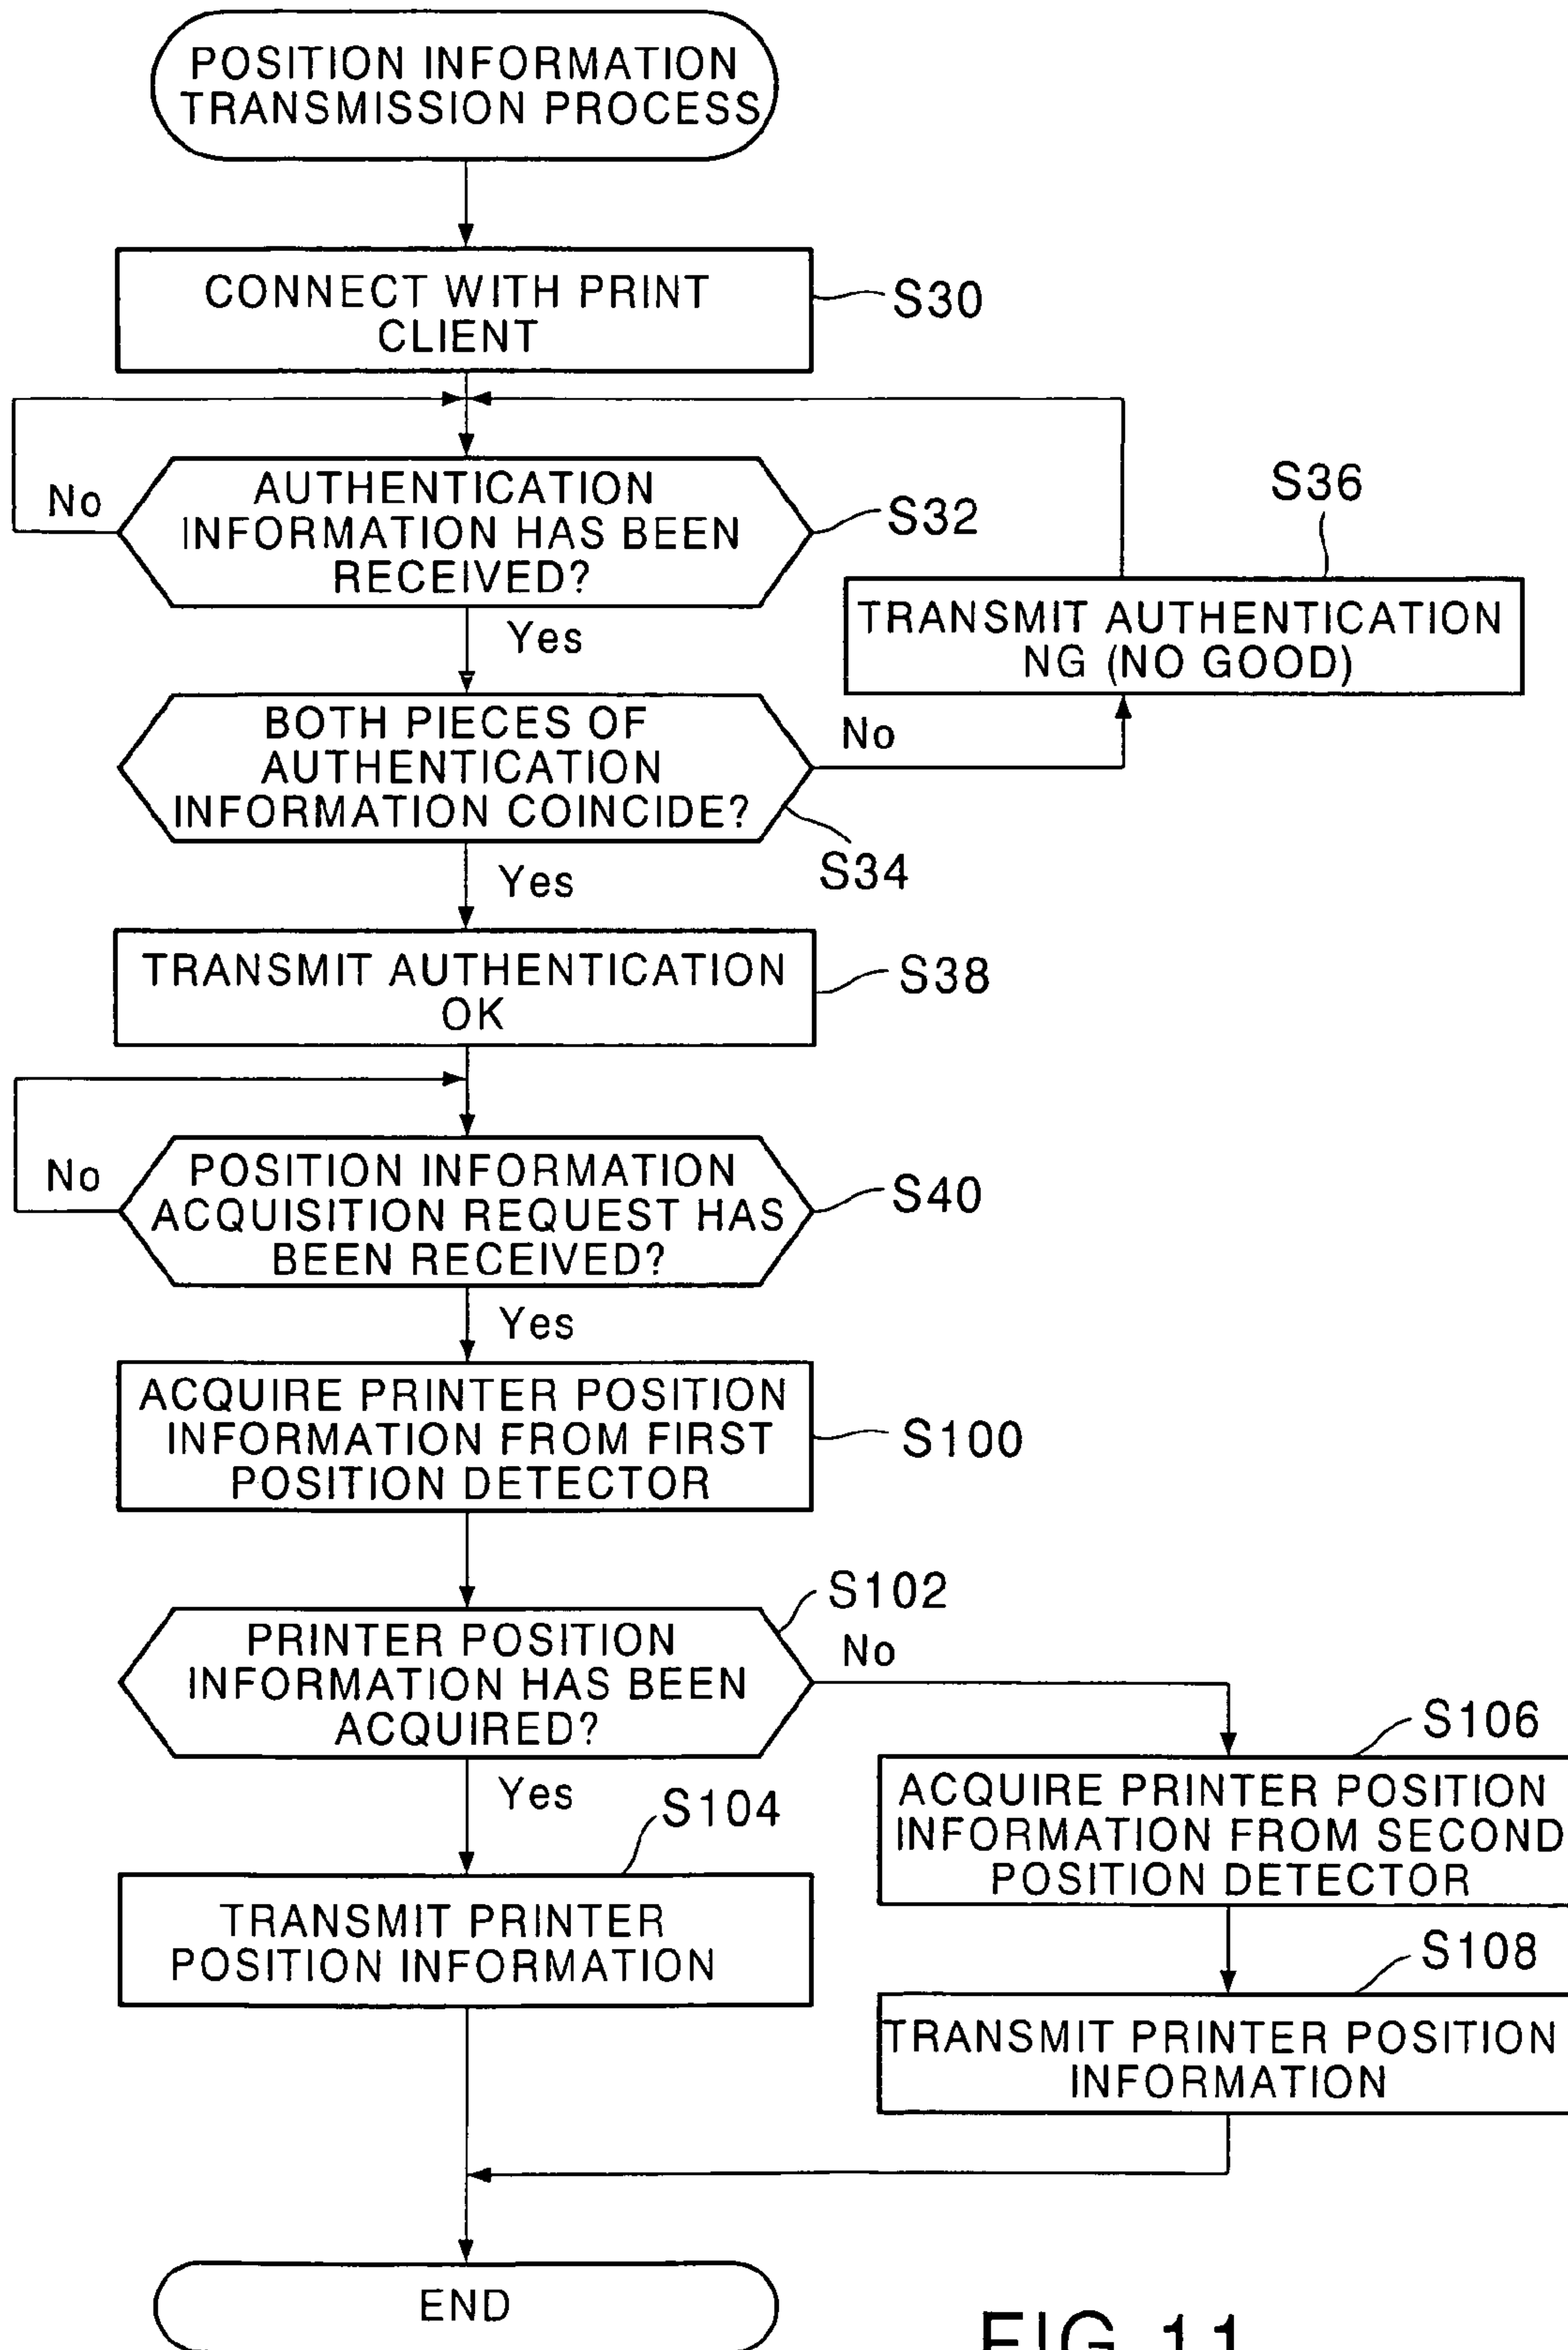 POSITION INFORMATION
TRANSMISSION PROCESS
CONNECT WITH PRINT
CLIENT
S30
No
AUTHENTICATION
INFORMATION HAS BEEN
RECEIVED?
S32
Yes
S36
TRANSMIT AUTHENTICATION
NG (NO GOOD)
BOTH PIECES OF
AUTHENTICATION
INFORMATION COINCIDE?
No
S34
Yes
TRANSMIT AUTHENTICATION
OK
S38
No
POSITION INFORMATION
ACQUISITION REQUEST HAS
BEEN RECEIVED?
S40
Yes
ACQUIRE PRINTER POSITION
INFORMATION FROM FIRST
POSITION DETECTOR
S100
S102
PRINTER POSITION
INFORMATION HAS BEEN
ACQUIRED?
No
Yes
S104
TRANSMIT PRINTER
POSITION INFORMATION
S106
ACQUIRE PRINTER POSITION
INFORMATION FROM SECOND
POSITION DETECTOR
S108
TRANSMIT PRINTER POSITION
INFORMATION
END
FIG. 11